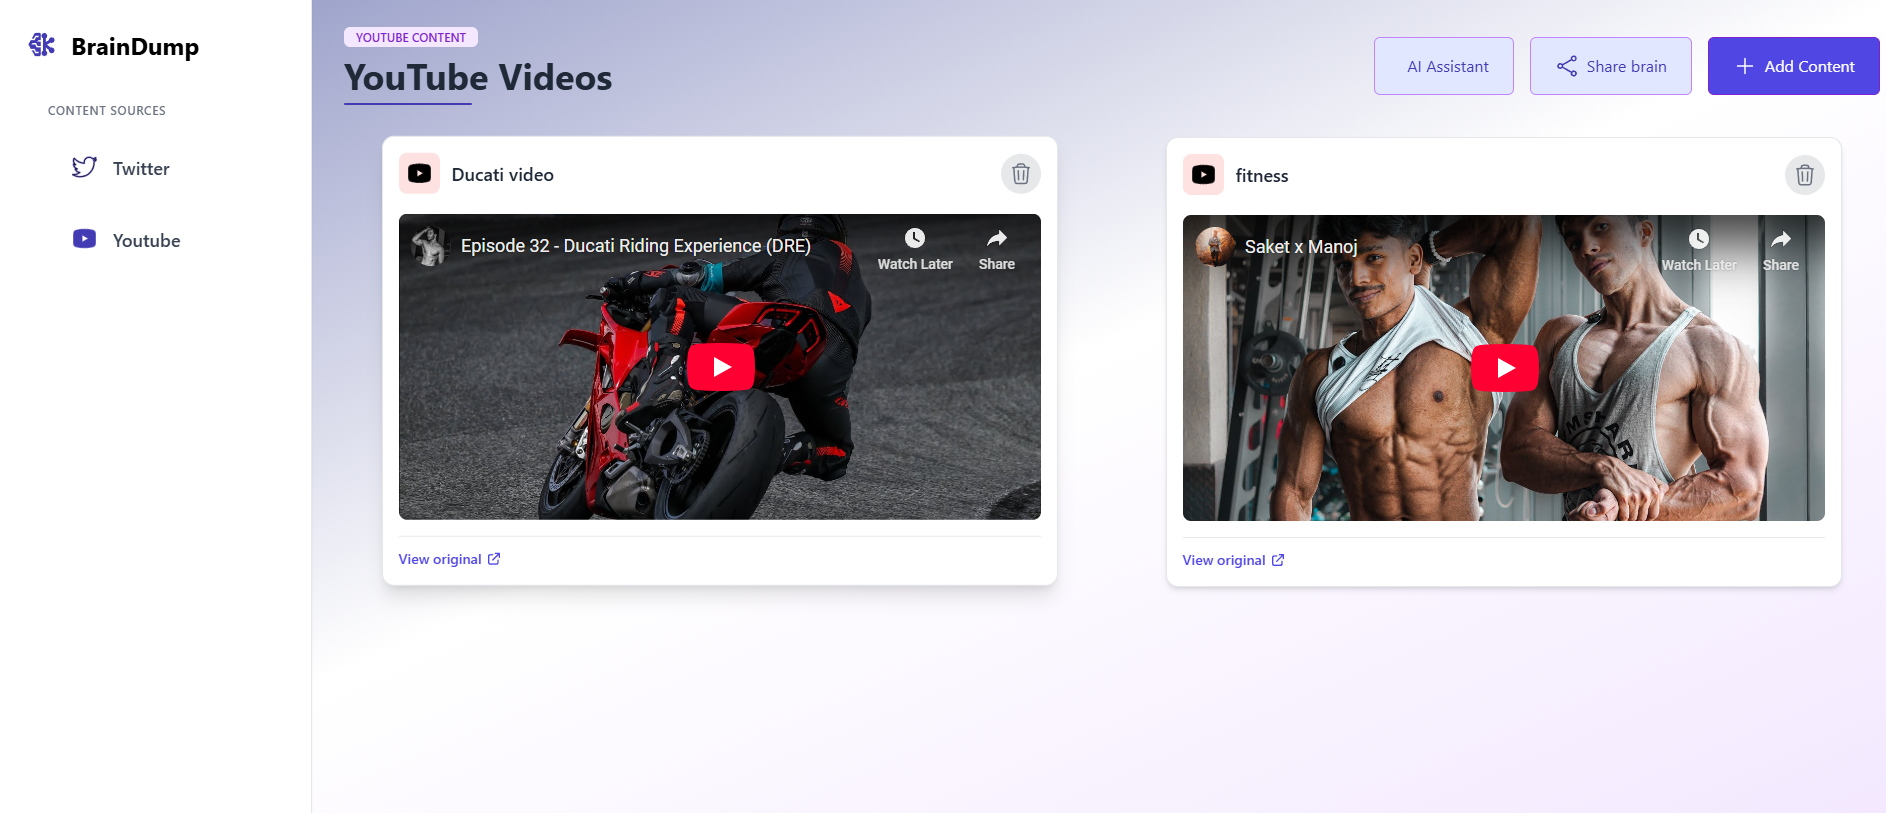 BrainDump
CONTENT SOURCES
Twitter
Youtube
YOUTUBE CONTENT
YouTube Videos
AI Assistant
Share brain
Add Content
Ducati video
Episode 32 - Ducati Riding Experience (DRE)
Watch Later
Share
View original
fitness
Saket x Manoj
Watch Later
Share
View original